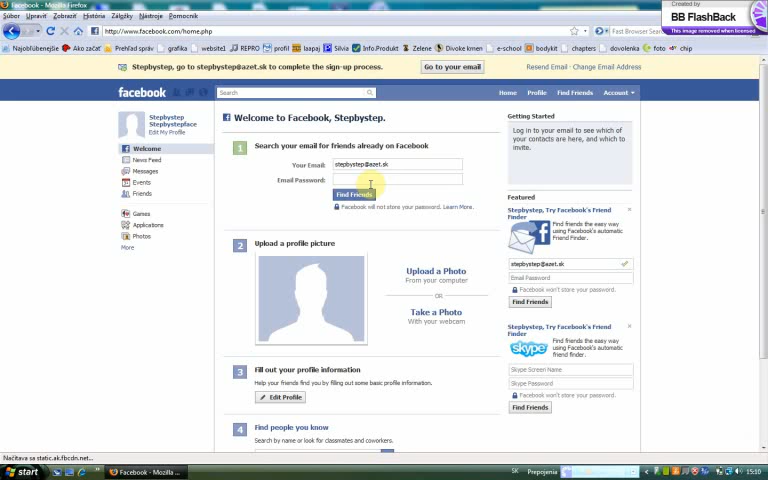 Facebook - Mozilla Firefox
Created by
BB FlashBack
This image removed when licensed
Súbor Upraviť Zobraziť História Záložky Nástroje Pomocník
http://www.facebook.com/home.php
Fast Browser Search
Najobľúbenejšie Ako začať Prehľad správ grafika website1 REPRO profil laapaj Silvia Info.Produkt Zelene Divoke kmen e-school bodykit chapters dovolenka foto chip
Stepbystep, go to stepbystep@azet.sk to complete the sign-up process.
Go to your email
Resend Email · Change Email Address
facebook
Search
Home Profile Find Friends Account
Stepbystep
Stepbystepface
Edit My Profile
Welcome
News Feed
Messages
Events
Friends
Games
Applications
Photos
More
Welcome to Facebook, Stepbystep.
1
Search your email for friends already on Facebook
Your Email: stepbystep@azet.sk
Email Password:
Find Friends
Facebook will not store your password. Learn More.
2
Upload a profile picture
Upload a Photo
From your computer
OR
Take a Photo
With your webcam
3
Fill out your profile information
Help your friends find you by filling out some basic profile information.
Edit Profile
4
Find people you know
Search by name or look for classmates and coworkers.
Getting Started
Log in to your email to see which of
your contacts are here, and which to
invite.
Featured
Stepbystep, Try Facebook's Friend
Finder
Find friends the easy way
using Facebook's automatic
Friend Finder.
stepbystep@azet.sk
Email Password
Facebook won't store your password.
Find Friends
Stepbystep, Try Facebook's Friend
Finder
skype
Find friends the easy way
using Facebook's automatic
friend finder.
Skype Screen Name
Skype Password
Facebook won't store your password.
Find Friends
Načítava sa static.ak.fbcdn.net...
start
Facebook - Mozilla ...
SK
Prepojenia
15:10